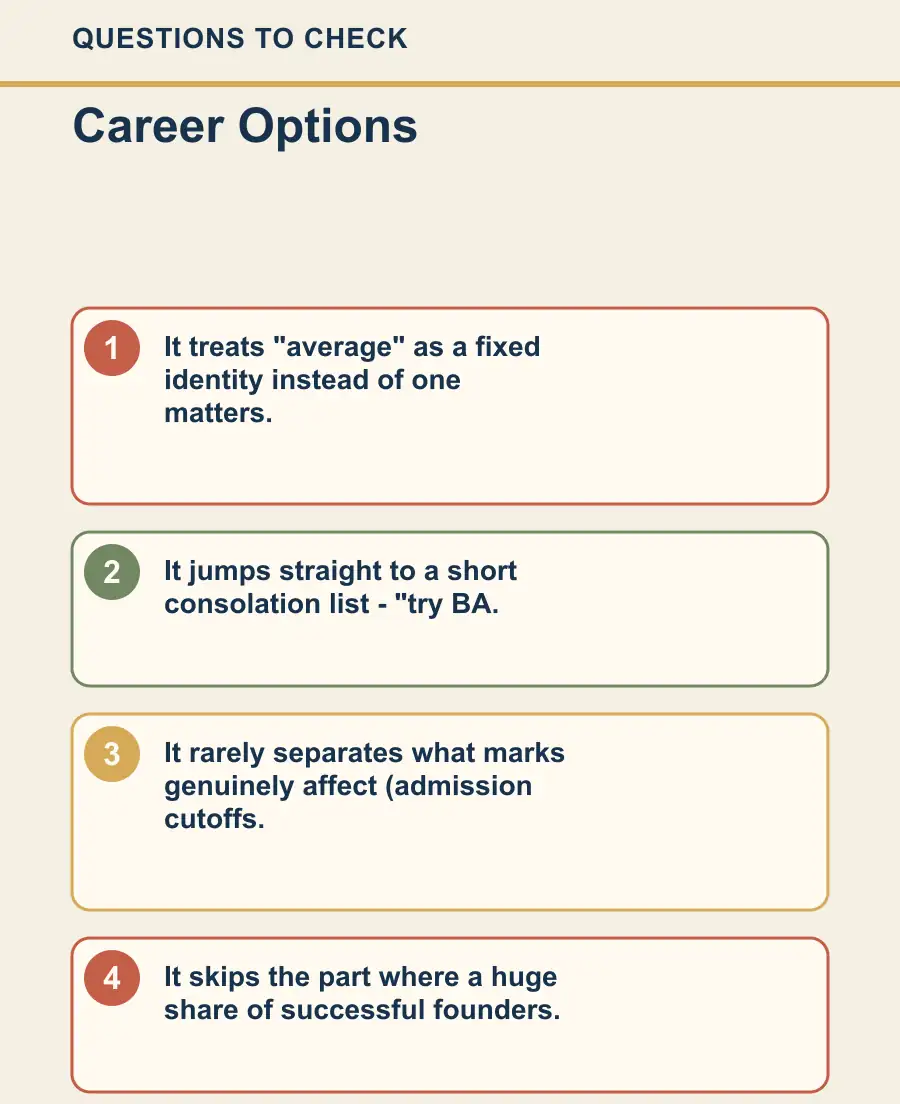 QUESTIONS TO CHECK
Career Options
1
It treats "average" as a fixed
identity instead of one
matters.
2
It jumps straight to a short
consolation list - "try BA.
3
It rarely separates what marks
genuinely affect (admission
cutoffs.
4
It skips the part where a huge
share of successful founders.